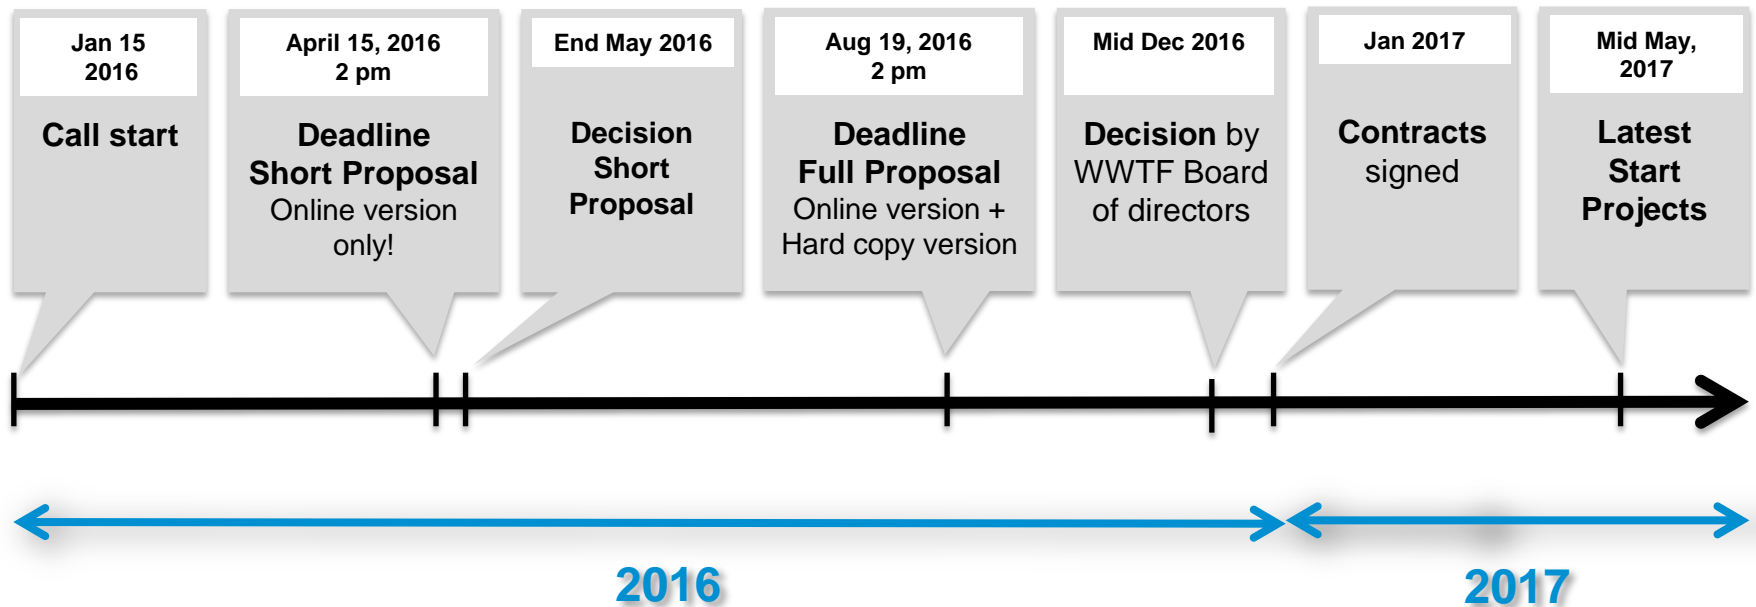 Jan 15
2016
Call start
April 15, 2016
2 pm
Deadline
Short Proposal
Online version
only!
End May 2016
Decision
Short
Proposal
Aug 19, 2016
2 pm
Deadline
Full Proposal
Online version +
Hard copy version
Mid Dec 2016
Decision by
WWTF Board
of directors
Jan 2017
Contracts
signed
Mid May,
2017
Latest
Start
Projects
2016
2017